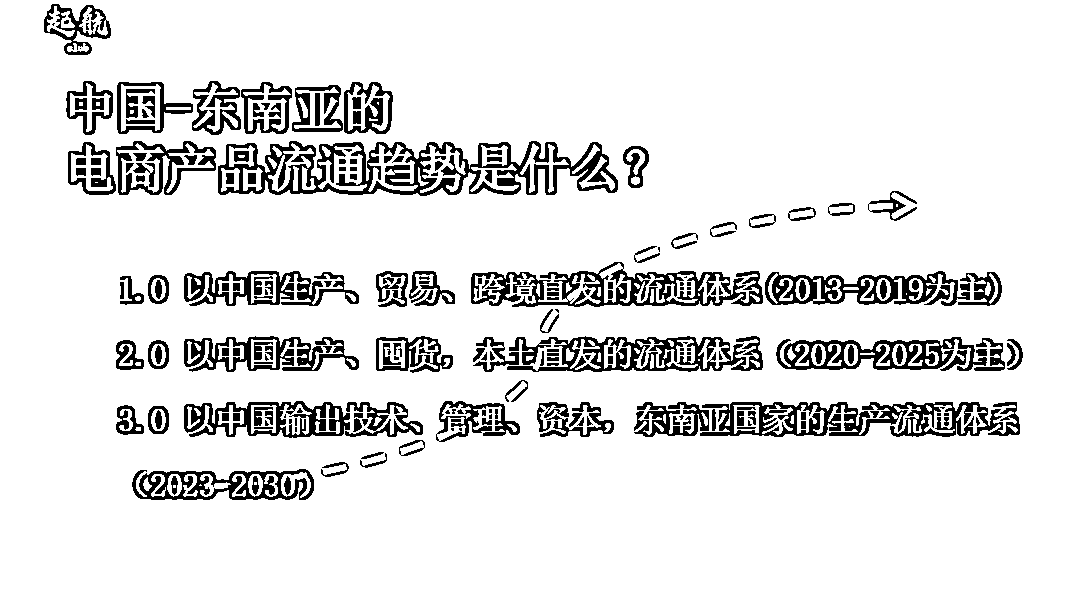 起航
club
中国-东南亚的
电商产品流通趋势是什么？
1.0 以中国生产、贸易、跨境直发的流通体系(2013-2019为主)
2.0 以中国生产、囤货，本土直发的流通体系（2020-2025为主）
3.0 以中国输出技术、管理、资本，东南亚国家的生产流通体系
（2023-2030）